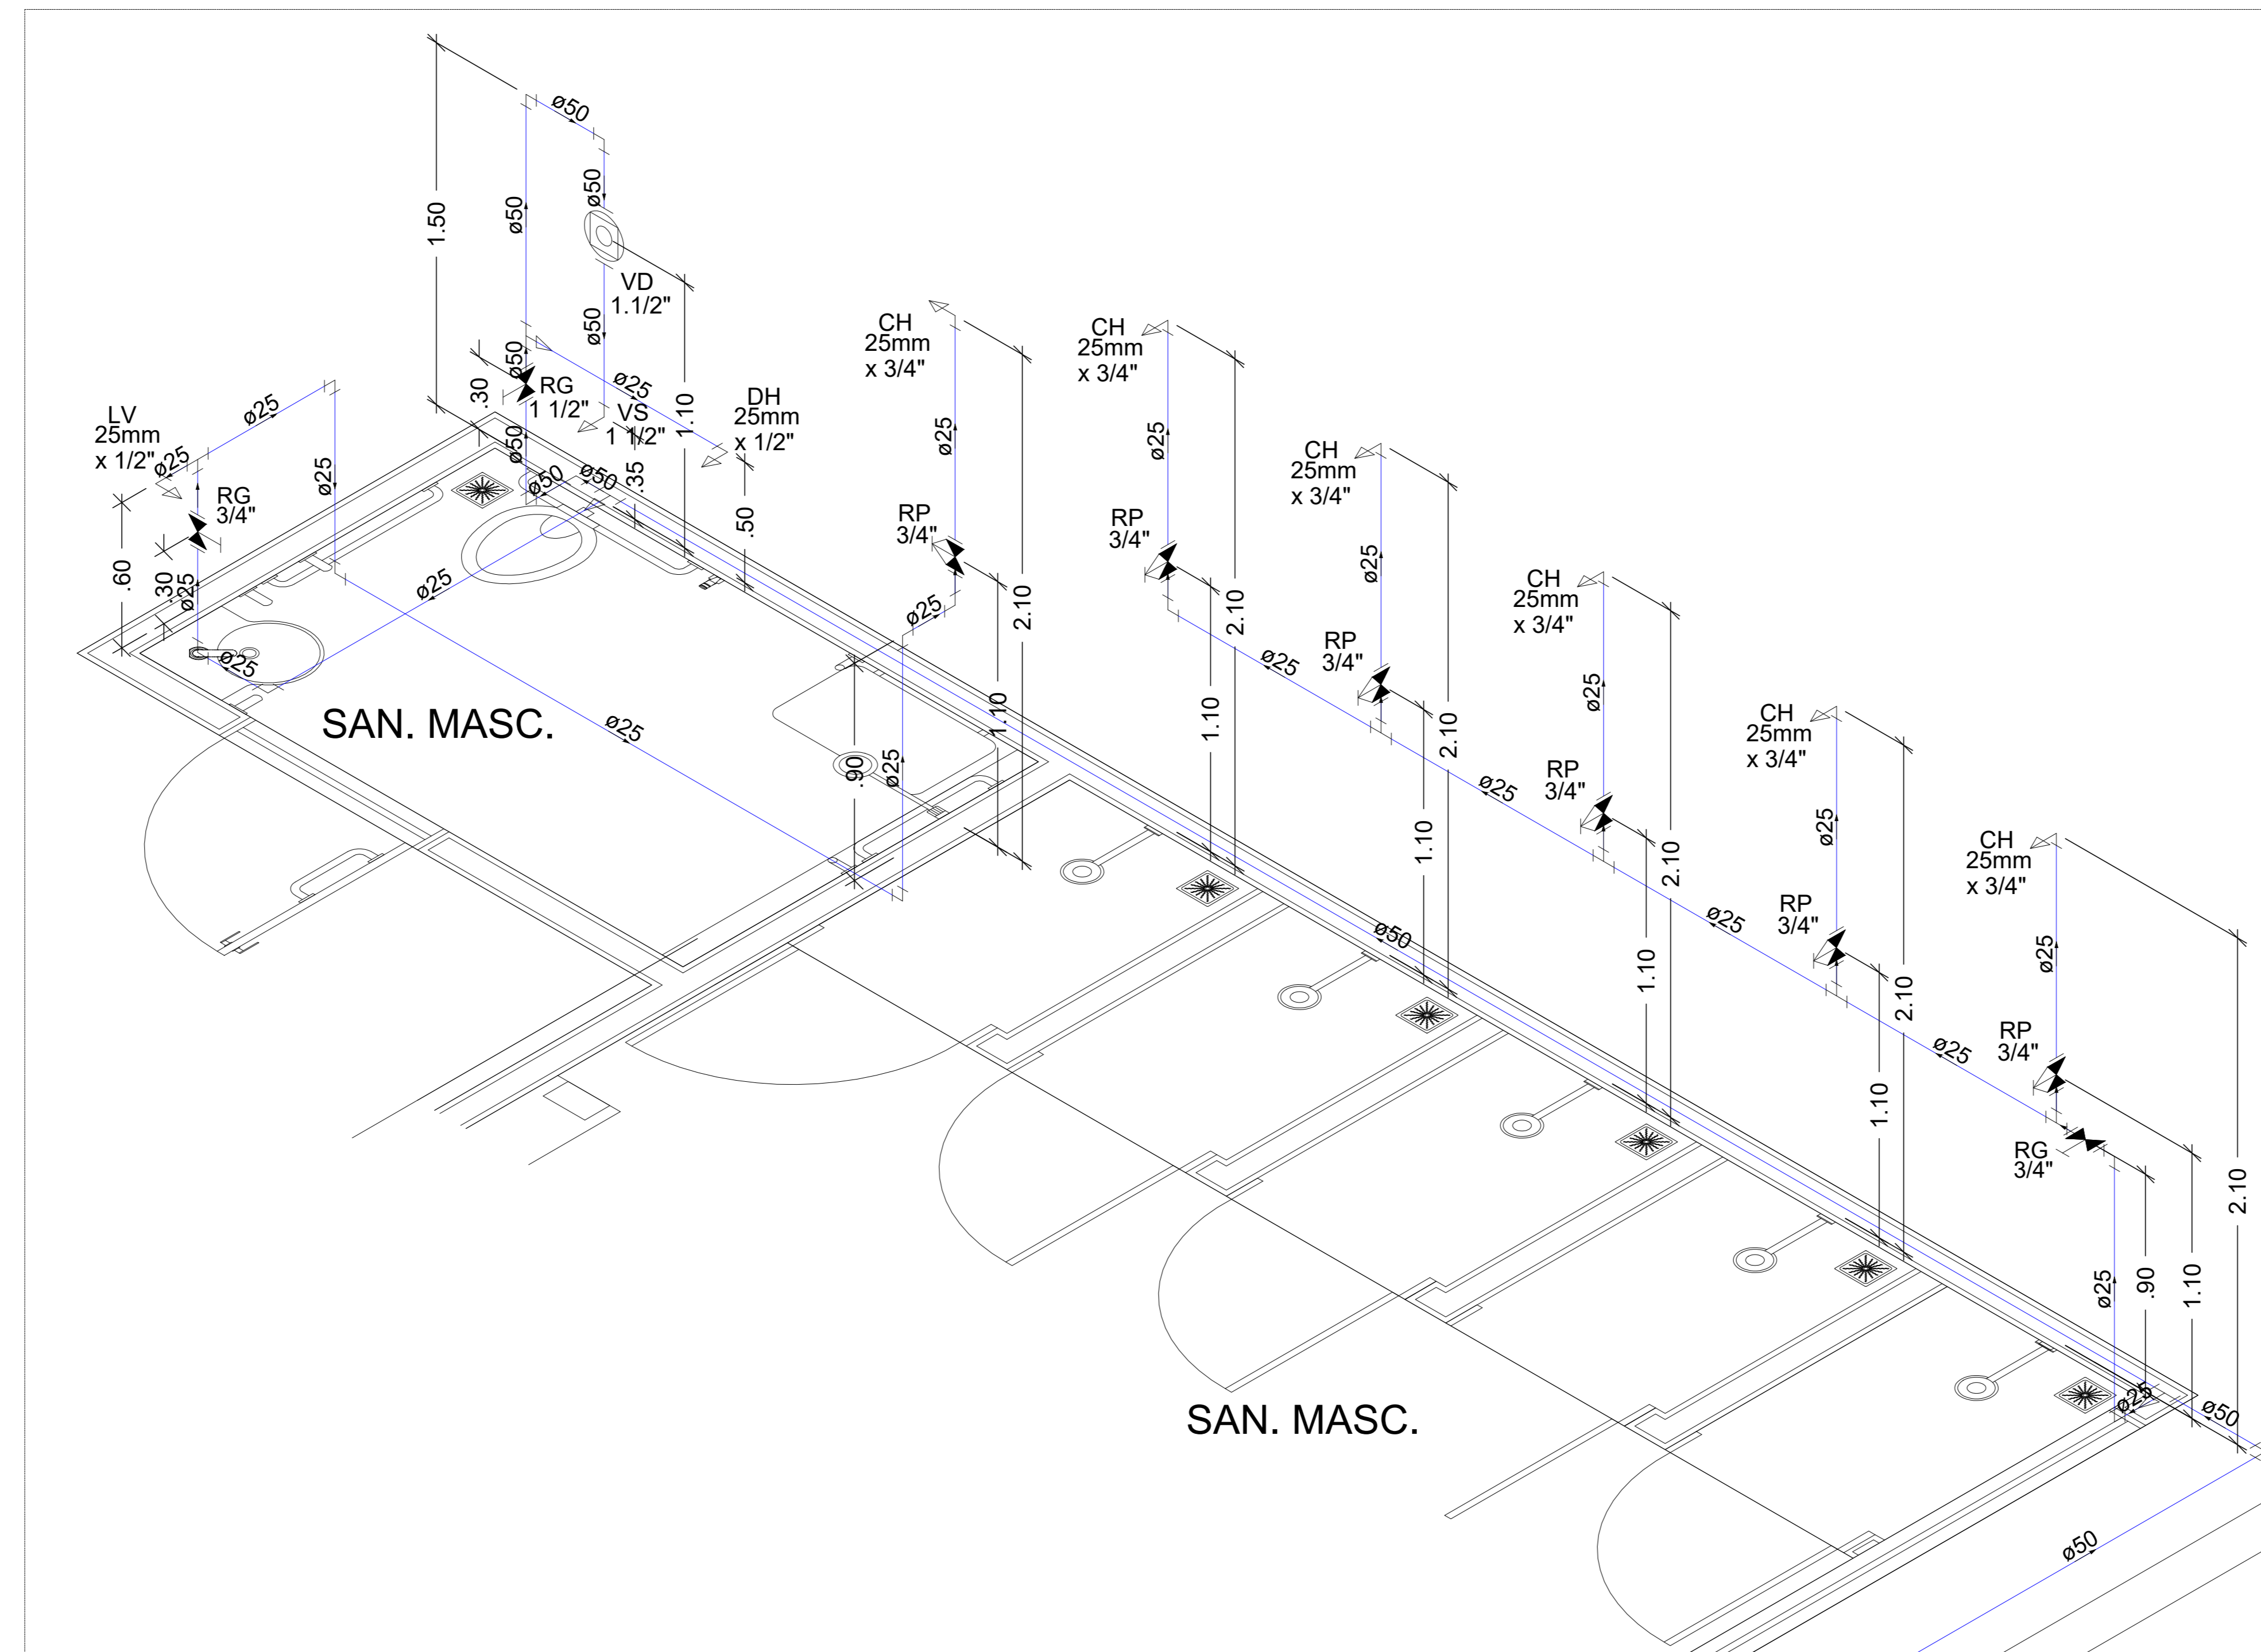 ø50
1.50
ø50
ø50
VD
1.1/2"
ø50
ø50
.30
RG
1 1/2"
ø25
VS
1 1/2"
1.10
DH
25mm
x 1/2"
ø50
ø50
ø50
.35
.50
LV
25mm
x 1/2"
ø25
ø25
ø25
RG
3/4"
.60
.30
ø25
ø25
ø25
SAN. MASC.
ø25
CH
25mm
x 3/4"
ø25
RP
3/4"
ø25
2.10
1.10
.90
ø25
CH
25mm
x 3/4"
ø25
RP
3/4"
2.10
1.10
ø25
CH
25mm
x 3/4"
ø25
RP
3/4"
2.10
1.10
ø25
CH
25mm
x 3/4"
ø25
RP
3/4"
2.10
1.10
ø25
CH
25mm
x 3/4"
ø25
RP
3/4"
2.10
1.10
ø25
CH
25mm
x 3/4"
ø25
RP
3/4"
RG
3/4"
2.10
1.10
.90
ø25
ø25
ø50
ø50
SAN. MASC.
ø50